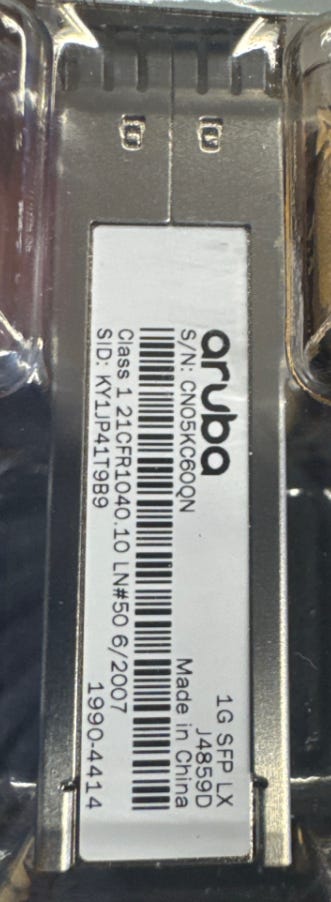 aruba
1G SFP LX
J4859D
S/N: CN05KC60QN
Made in China
Class 1 21CFR1040.10 LN#50 6/2007
SID: KY1JP41T9B9
1990-4414